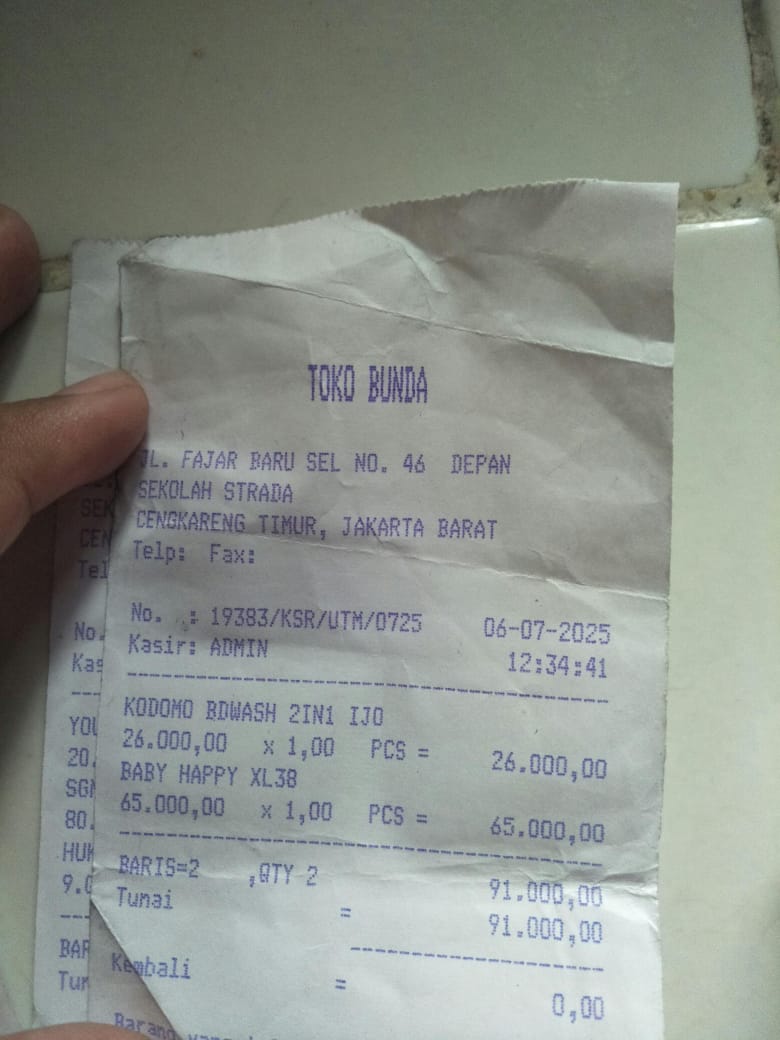 TOKO BUNDA
JL. FAJAR BARU SEL NO. 46 DEPAN
SEKOLAH STRADA
CENGKARENG TIMUR, JAKARTA BARAT
Telp: Fax:
No. : 19383/KSR/UTM/0725 06-07-2025
Kasir: ADMIN 12:34:41
KODOMO BDWASH 2IN1 IJO
26.000,00 x 1,00 PCS = 26.000,00
BABY HAPPY XL38
65.000,00 x 1,00 PCS = 65.000,00
BARIS=2 ,QTY 2 91.000,00
Tunai = 91.000,00
Kembali = 0,00
Barang
No.